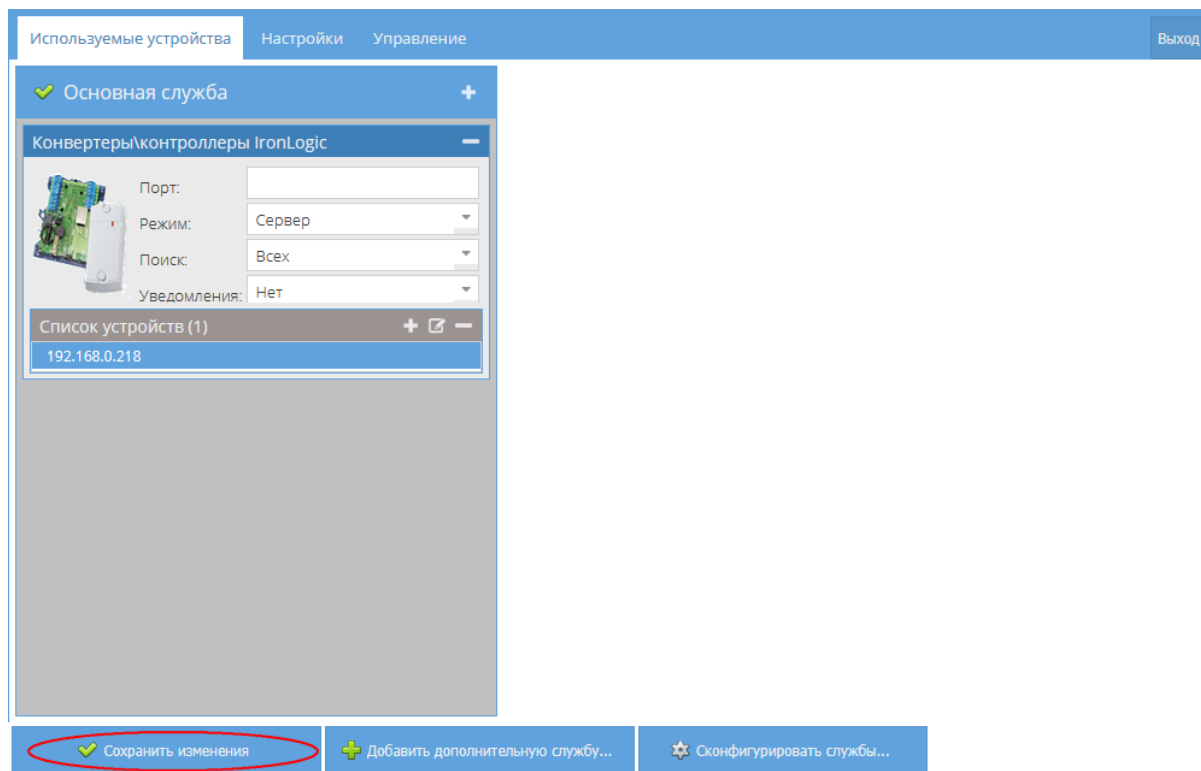 Используемые устройства Настройки Управление Выход
Основная служба
Конвертеры\контроллеры IronLogic
Порт:
Режим: Сервер
Поиск: Всех
Уведомления: Нет
Список устройств (1)
192.168.0.218
Сохранить изменения Добавить дополнительную службу... Сконфигурировать службы...